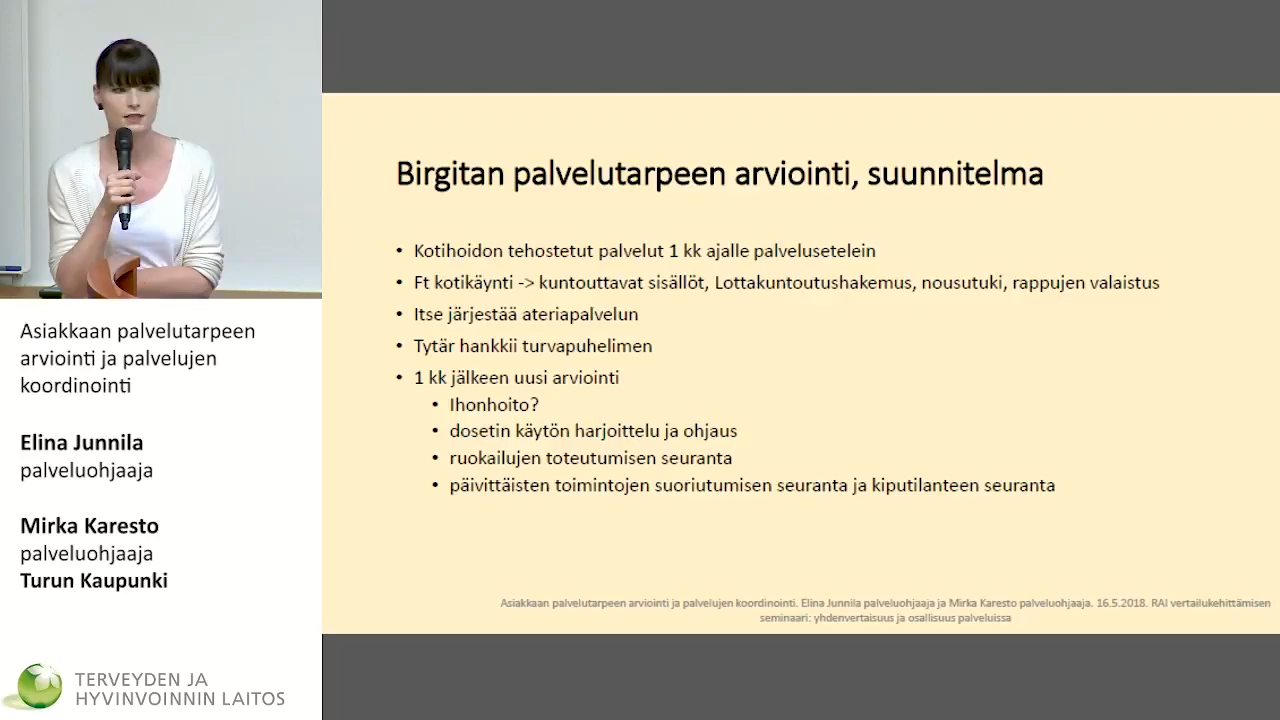 Birgitan palvelutarpeen arviointi, suunnitelma
• Kotihoidon tehostetut palvelut 1 kk ajalle palvelusetelein
• Ft kotikäynti -> kuntouttavat sisällöt, Lottakuntoutushakemus, nousutuki, rappujen valaistus
• Itse järjestää ateriapalvelun
• Tytär hankkii turvapuhelimen
• 1 kk jälkeen uusi arviointi
• Ihonhoito?
• dosetin käytön harjoittelu ja ohjaus
• ruokailujen toteutumisen seuranta
• päivittäisten toimintojen suoriutumisen seuranta ja kiputilanteen seuranta
Asiakkaan palvelutarpeen arviointi ja palvelujen koordinointi. Elina Junnila palveluohjaaja ja Mirka Karesto palveluohjaaja. 16.5.2018. RAI vertailukehittämisen
seminaari: yhdenvertaisuus ja osallisuus palveluissa
Asiakkaan palvelutarpeen
arviointi ja palvelujen
koordinointi
Elina Junnila
palveluohjaaja
Mirka Karesto
palveluohjaaja
Turun Kaupunki
TERVEYDEN JA
HYVINVOINNIN LAITOS